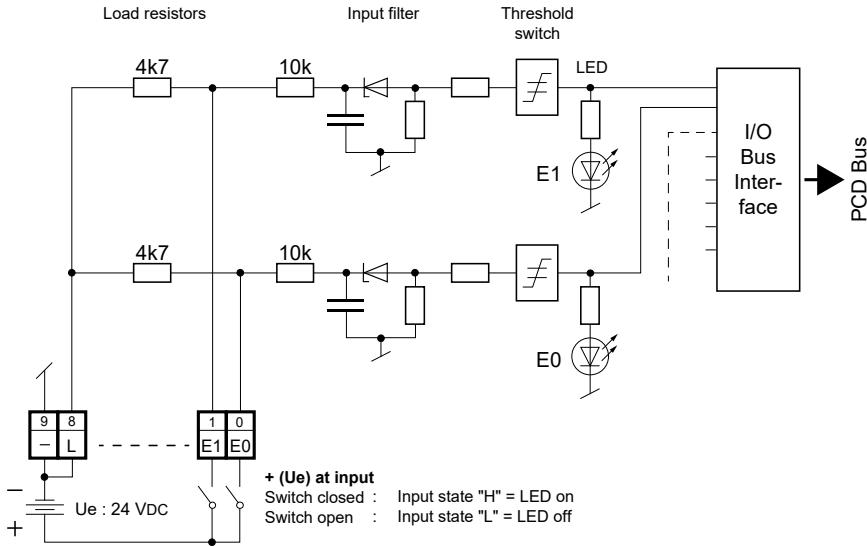 Load resistors
Input filter
Threshold
switch
4k7
10k
LED
E1
I/O
Bus
Inter-
face
PCD Bus
4k7
10k
E0
9
8
1
0
–
L
E1
E0
–
+
Ue : 24 VDC
+ (Ue) at input
Switch closed : Input state "H" = LED on
Switch open : Input state "L" = LED off